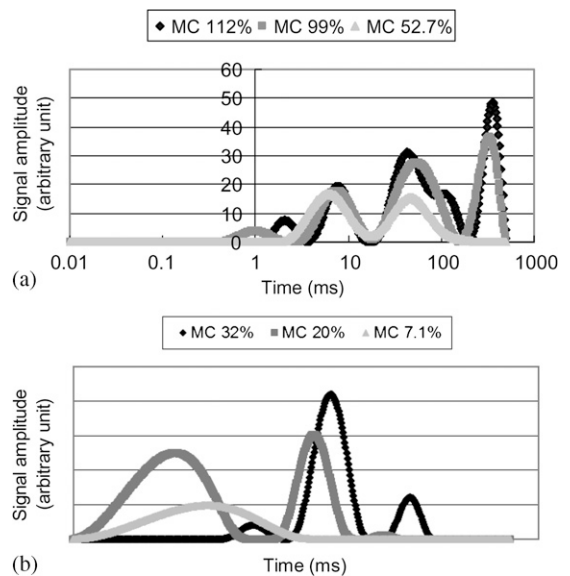 MC 112% MC 99% MC 52.7%
Signal amplitude
(arbitrary unit)
60
50
40
30
20
10
0
0.01 0.1 1 10 100 1000
Time (ms)
(a)
MC 32% MC 20% MC 7.1%
Signal amplitude
(arbitrary unit)
Time (ms)
(b)